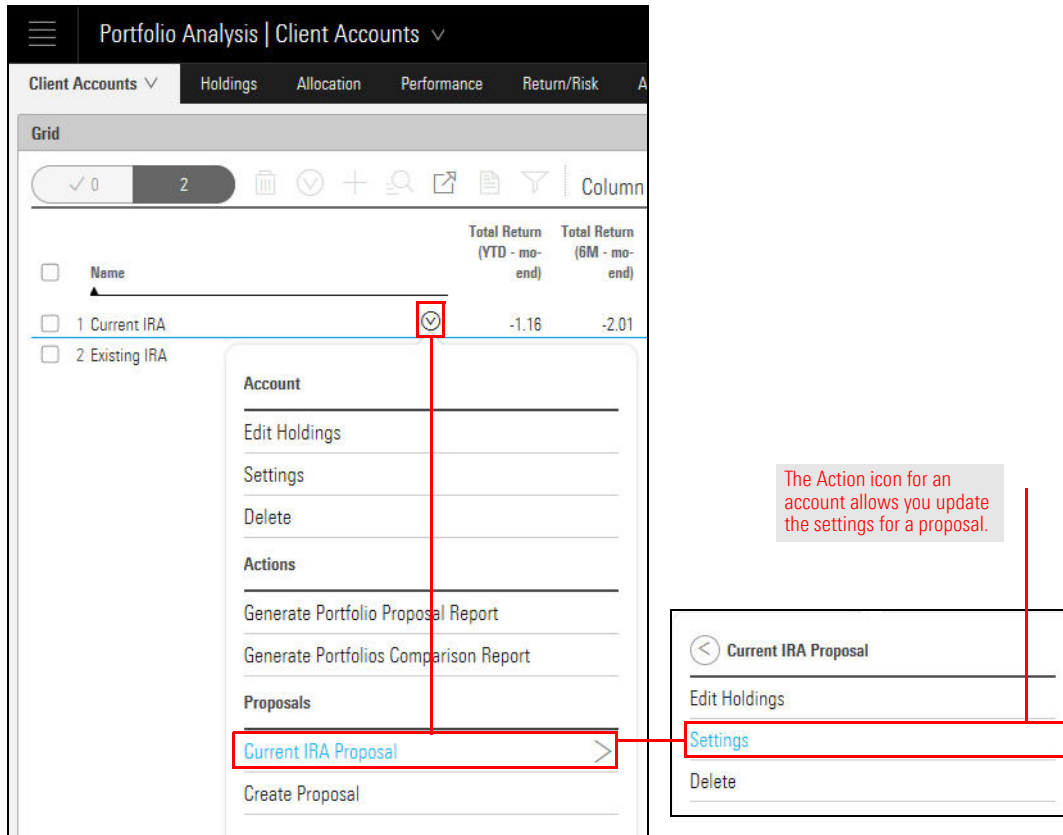 Portfolio Analysis | Client Accounts
Client Accounts Holdings Allocation Performance Return/Risk A
Grid
0 2 Column
Name Total Return (YTD - mo-end) Total Return (6M - mo-end)
1 Current IRA -1.16 -2.01
2 Existing IRA
Account
Edit Holdings
Settings
Delete
Actions
Generate Portfolio Proposal Report
Generate Portfolios Comparison Report
Proposals
Current IRA Proposal
Create Proposal
The Action icon for an
account allows you update
the settings for a proposal.
Current IRA Proposal
Edit Holdings
Settings
Delete